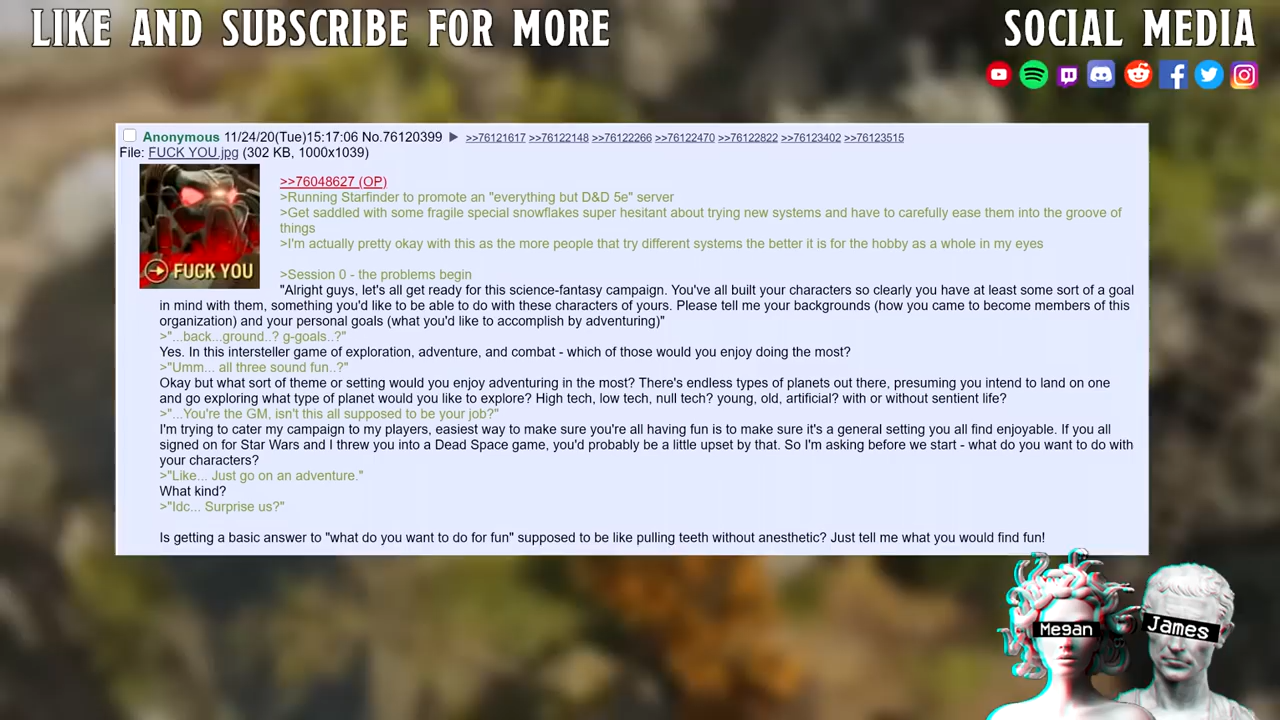 LIKE AND SUBSCRIBE FOR MORE
SOCIAL MEDIA
Anonymous 11/24/20(Tue)15:17:06 No.76120399 ▶ >>76121617 >>76122148 >>76122266 >>76122470 >>76122822 >>76123402 >>76123515
File: FUCK YOU.jpg (302 KB, 1000x1039)
FUCK YOU
>>76048627 (OP)
>Running Starfinder to promote an "everything but D&D 5e" server
>Get saddled with some fragile special snowflakes super hesitant about trying new systems and have to carefully ease them into the groove of
things
>I'm actually pretty okay with this as the more people that try different systems the better it is for the hobby as a whole in my eyes
>Session 0 - the problems begin
"Alright guys, let's all get ready for this science-fantasy campaign. You've all built your characters so clearly you have at least some sort of a goal
in mind with them, something you'd like to be able to do with these characters of yours. Please tell me your backgrounds (how you came to become members of this
organization) and your personal goals (what you'd like to accomplish by adventuring)"
>"...back...ground..? g-goals..?"
Yes. In this intersteller game of exploration, adventure, and combat - which of those would you enjoy doing the most?
>"Umm... all three sound fun..?"
Okay but what sort of theme or setting would you enjoy adventuring in the most? There's endless types of planets out there, presuming you intend to land on one
and go exploring what type of planet would you like to explore? High tech, low tech, null tech? young, old, artificial? with or without sentient life?
>"...You're the GM, isn't this all supposed to be your job?"
I'm trying to cater my campaign to my players, easiest way to make sure you're all having fun is to make sure it's a general setting you all find enjoyable. If you all
signed on for Star Wars and I threw you into a Dead Space game, you'd probably be a little upset by that. So I'm asking before we start - what do you want to do with
your characters?
>"Like... Just go on an adventure."
What kind?
>"Idc... Surprise us?"
Is getting a basic answer to "what do you want to do for fun" supposed to be like pulling teeth without anesthetic? Just tell me what you would find fun!
Megan
James